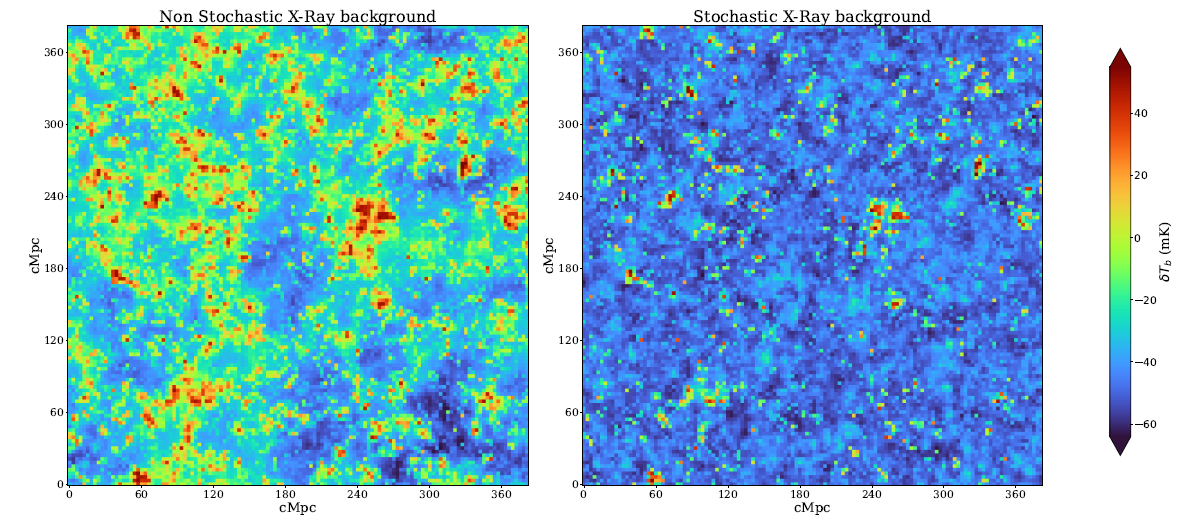 Non Stochastic X-Ray background
360
300
240
180
120
60
0
cMpc
0 60 120 180 240 300 360
cMpc
Stochastic X-Ray background
360
300
240
180
120
60
0
cMpc
0 60 120 180 240 300 360
cMpc
40
20
0
−20
−40
−60
δT_b (mK)